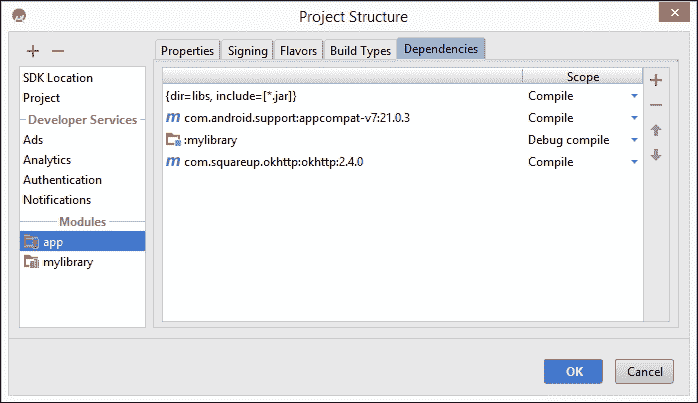 Project Structure
SDK Location
Project
Developer Services
Ads
Analytics
Authentication
Notifications
Modules
app
mylibrary
Properties Signing Flavors Build Types Dependencies
Scope
{dir=libs, include=[*.jar]} Compile
m com.android.support:appcompat-v7:21.0.3 Compile
:mylibrary Debug compile
m com.squareup.okhttp:okhttp:2.4.0 Compile
OK Cancel